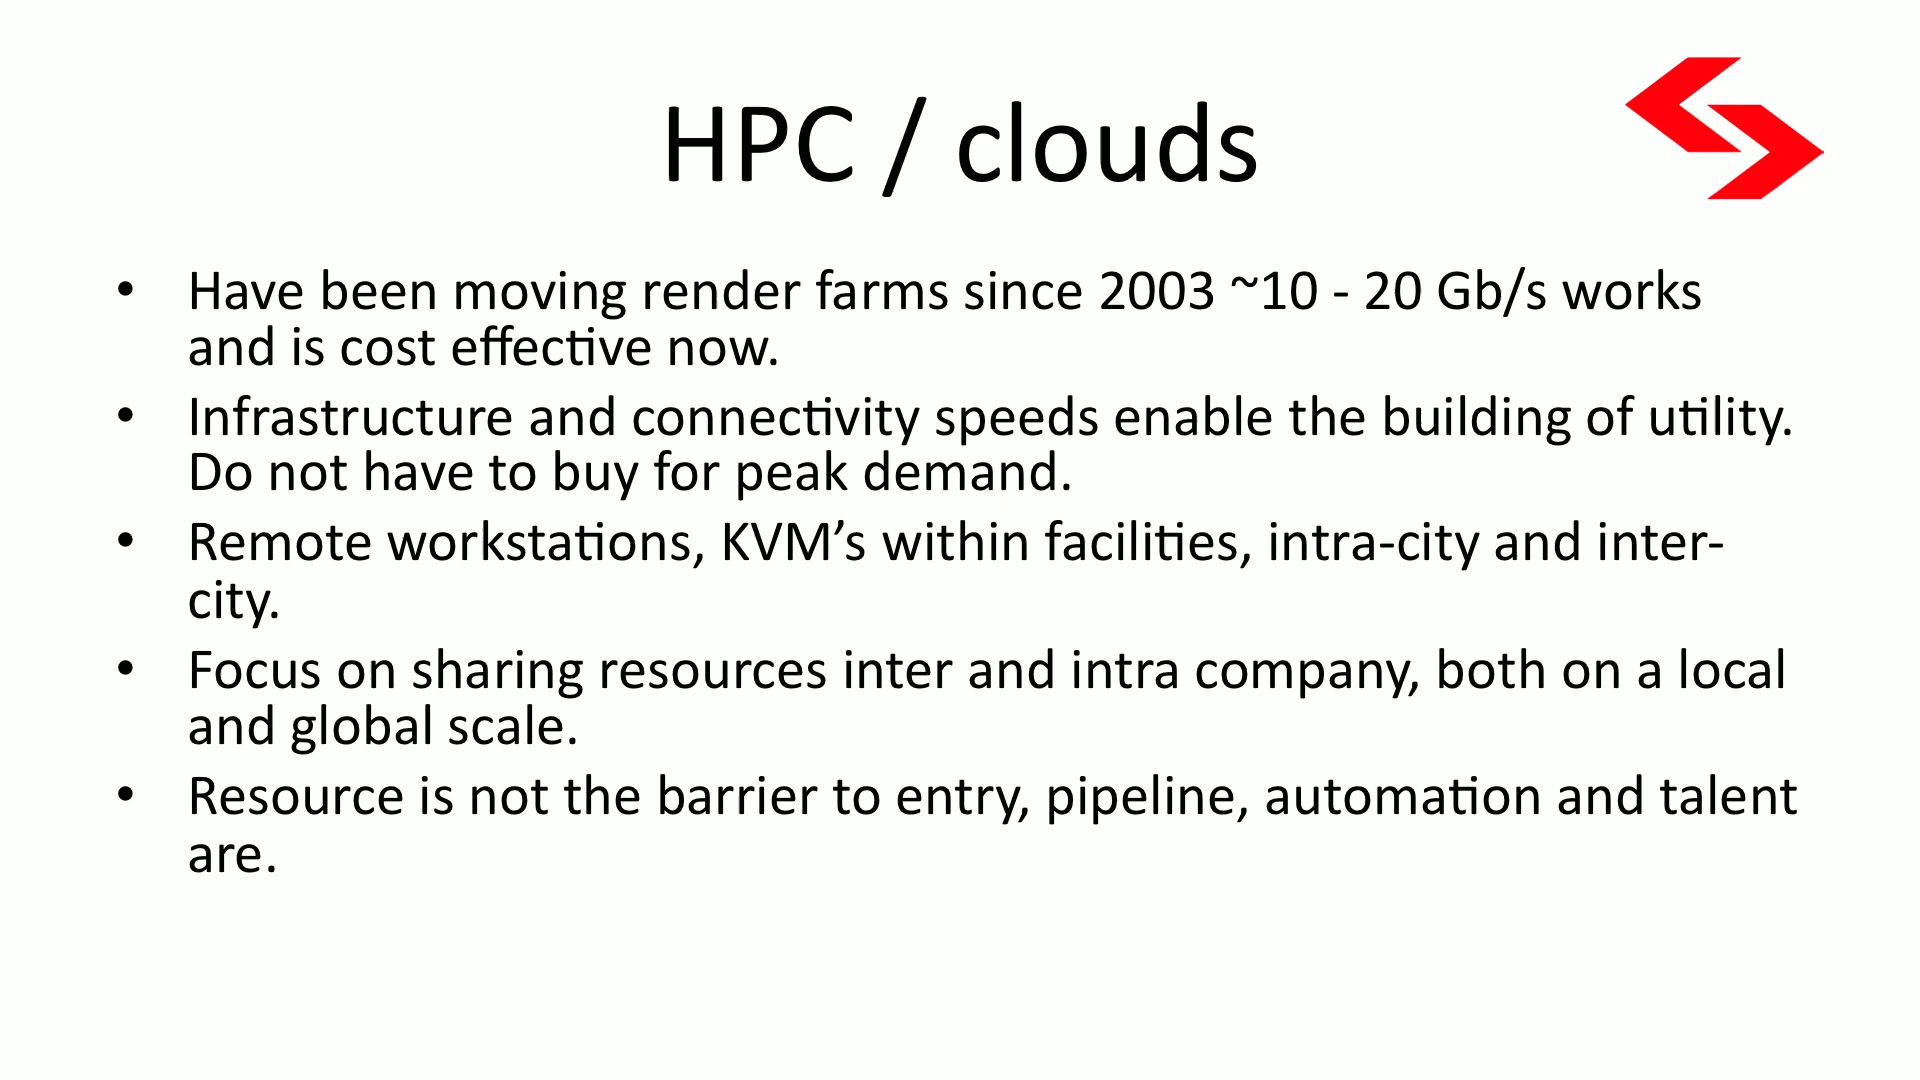 HPC / clouds
• Have been moving render farms since 2003 ~10 - 20 Gb/s works
and is cost effective now.
• Infrastructure and connectivity speeds enable the building of utility.
Do not have to buy for peak demand.
• Remote workstations, KVM’s within facilities, intra-city and inter-
city.
• Focus on sharing resources inter and intra company, both on a local
and global scale.
• Resource is not the barrier to entry, pipeline, automation and talent
are.